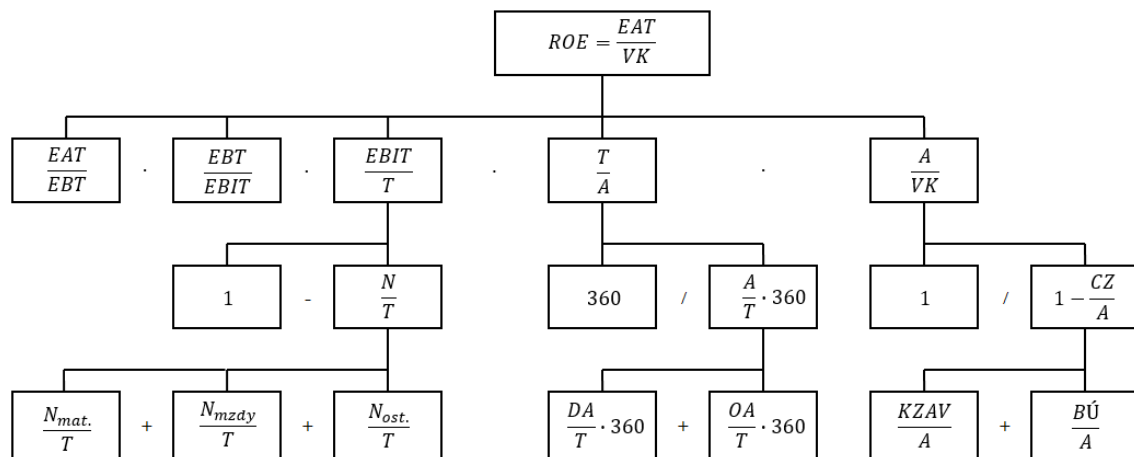 ROE = EAT/VK
EAT/EBT · EBT/EBIT · EBIT/T · T/A · A/VK
1 - N/T 360 / A/T · 360 1 / 1 − CZ/A
N_mat./T + N_mzdy/T + N_ost./T DA/T · 360 + OA/T · 360 KZAV/A + BÚ/A